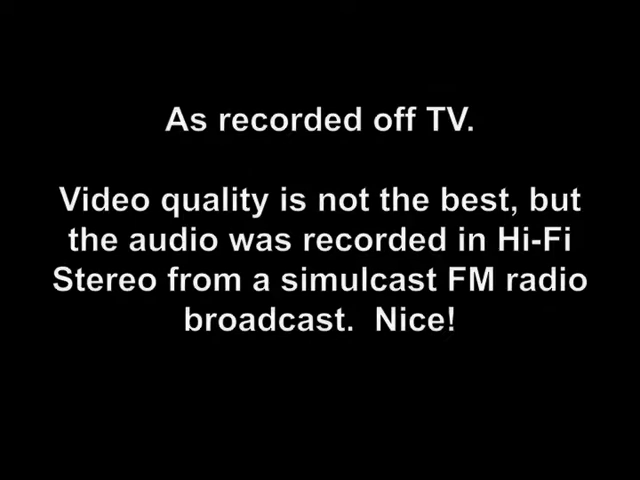 As recorded off TV.
Video quality is not the best, but
the audio was recorded in Hi-Fi
Stereo from a simulcast FM radio
broadcast.  Nice!